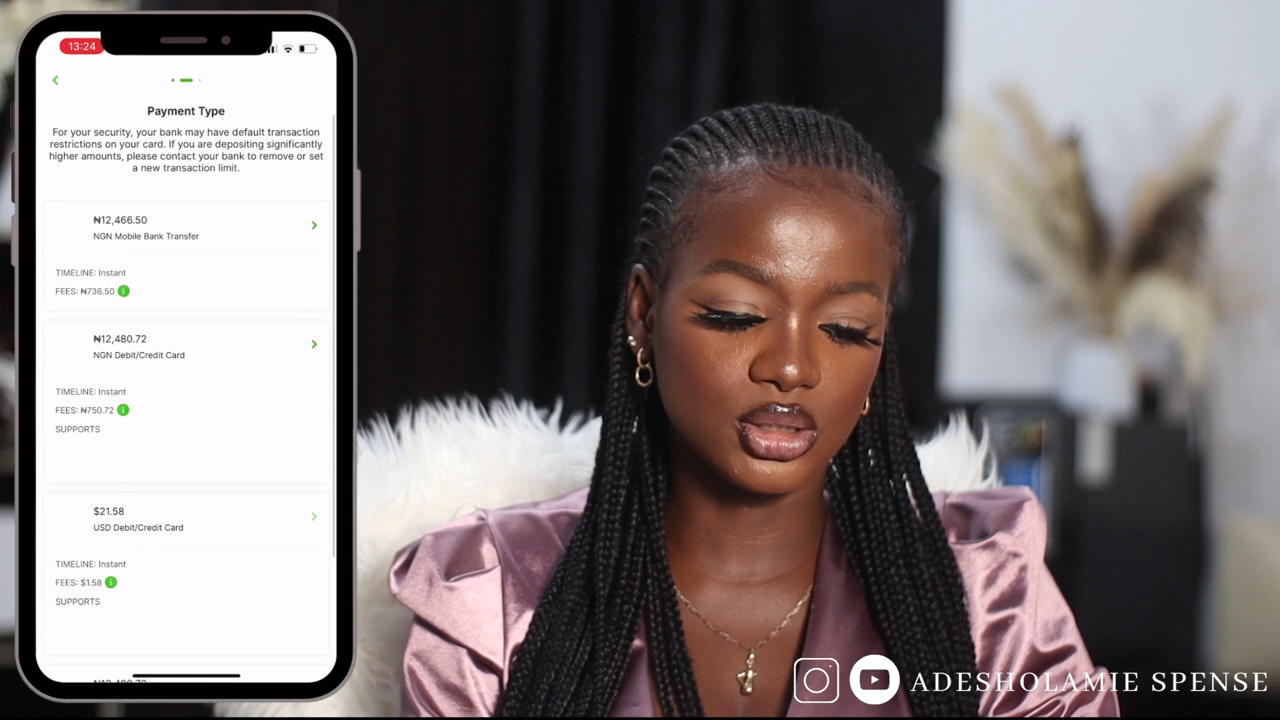 13:24
Payment Type
For your security, your bank may have default transaction
restrictions on your card. If you are depositing significantly
higher amounts, please contact your bank to remove or set
a new transaction limit.
₦12,466.50
NGN Mobile Bank Transfer
TIMELINE: Instant
FEES: ₦736.50
₦12,480.72
NGN Debit/Credit Card
TIMELINE: Instant
FEES: ₦750.72
SUPPORTS
$21.58
USD Debit/Credit Card
TIMELINE: Instant
FEES: $1.58
SUPPORTS
ADESHOLAMIE SPENSE